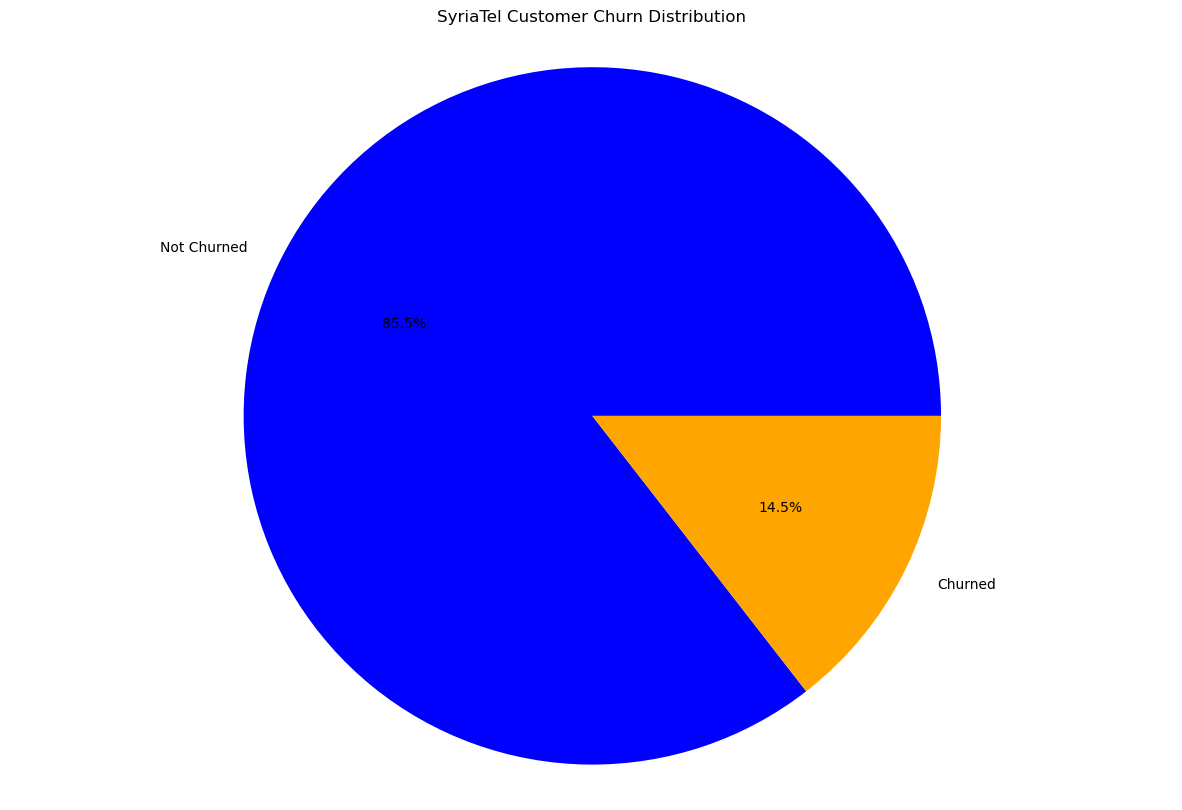 SyriaTel Customer Churn Distribution
Not Churned
85.5%
14.5%
Churned